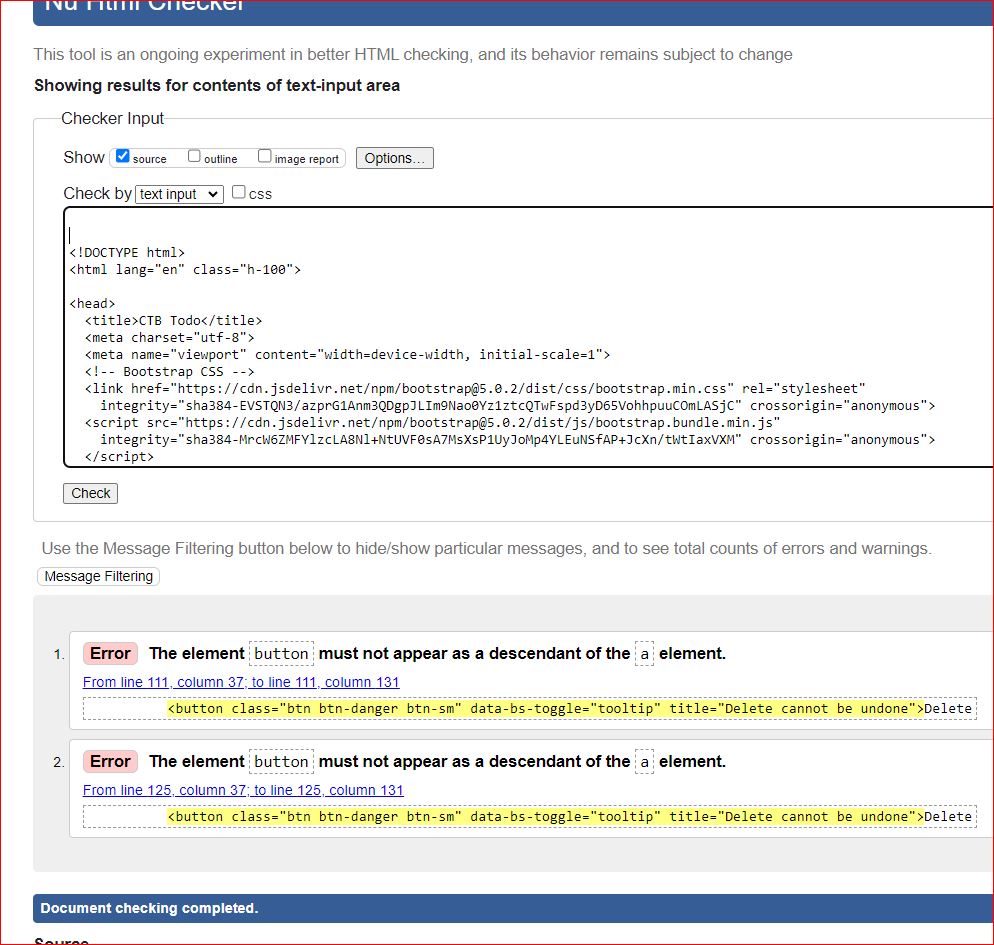 Nu Html Checker
This tool is an ongoing experiment in better HTML checking, and its behavior remains subject to change
Showing results for contents of text-input area
Checker Input
Show source outline image report Options…
Check by text input css
<!DOCTYPE html>
<html lang="en" class="h-100">
<head>
<title>CTB Todo</title>
<meta charset="utf-8">
<meta name="viewport" content="width=device-width, initial-scale=1">
<!-- Bootstrap CSS -->
<link href="https://cdn.jsdelivr.net/npm/bootstrap@5.0.2/dist/css/bootstrap.min.css" rel="stylesheet"
integrity="sha384-EVSTQN3/azprG1Anm3QDgpJLIm9Nao0Yz1ztcQTwFspd3yD65VohhpuuCOmLASjC" crossorigin="anonymous">
<script src="https://cdn.jsdelivr.net/npm/bootstrap@5.0.2/dist/js/bootstrap.bundle.min.js"
integrity="sha384-MrcW6ZMFYlzcLA8Nl+NtUVF0sA7MsXsP1UyJoMp4YLEuNSfAP+JcXn/tWtIaxVXM" crossorigin="anonymous">
</script>
Check
Use the Message Filtering button below to hide/show particular messages, and to see total counts of errors and warnings.
Message Filtering
1. Error The element button must not appear as a descendant of the a element.
From line 111, column 37; to line 111, column 131
<button class="btn btn-danger btn-sm" data-bs-toggle="tooltip" title="Delete cannot be undone">Delete
2. Error The element button must not appear as a descendant of the a element.
From line 125, column 37; to line 125, column 131
<button class="btn btn-danger btn-sm" data-bs-toggle="tooltip" title="Delete cannot be undone">Delete
Document checking completed.
Source